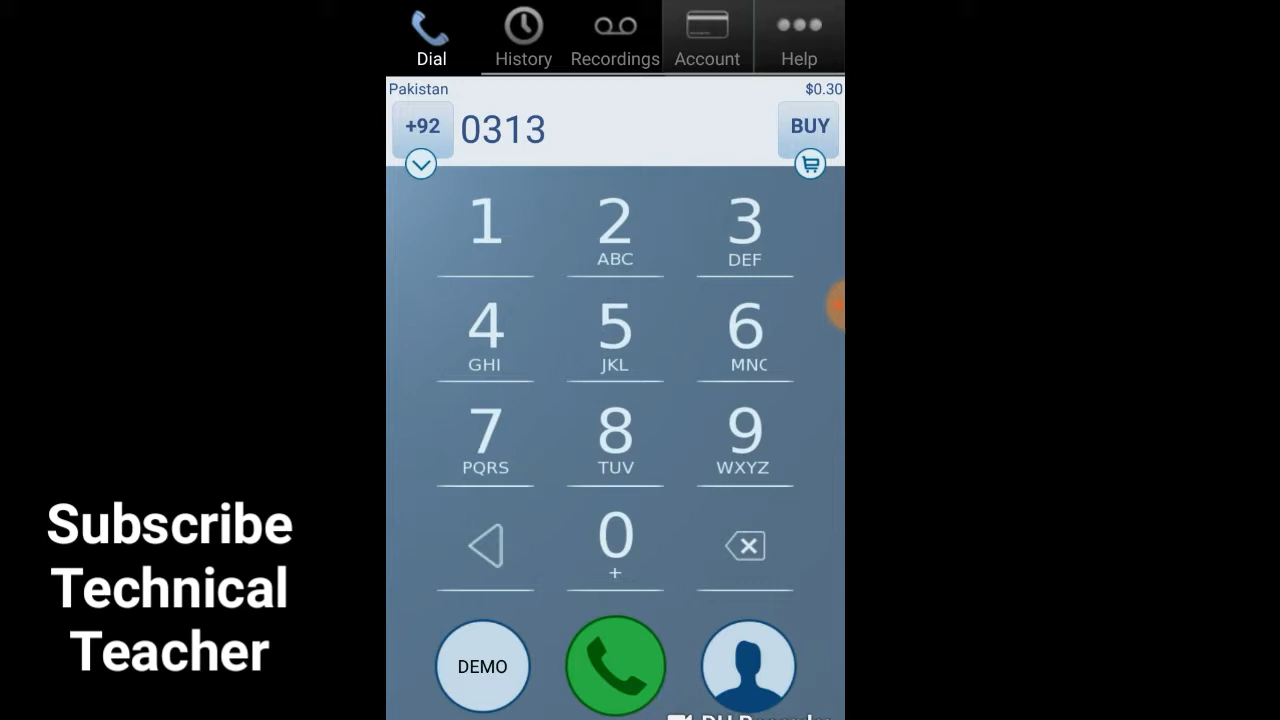 Dial
History
Recordings
Account
Help
Pakistan
$0.30
+92
0313
BUY
1
2
ABC
3
DEF
4
GHI
5
JKL
6
MNC
7
PQRS
8
TUV
9
WXYZ
0
+
DEMO
Subscribe
Technical
Teacher